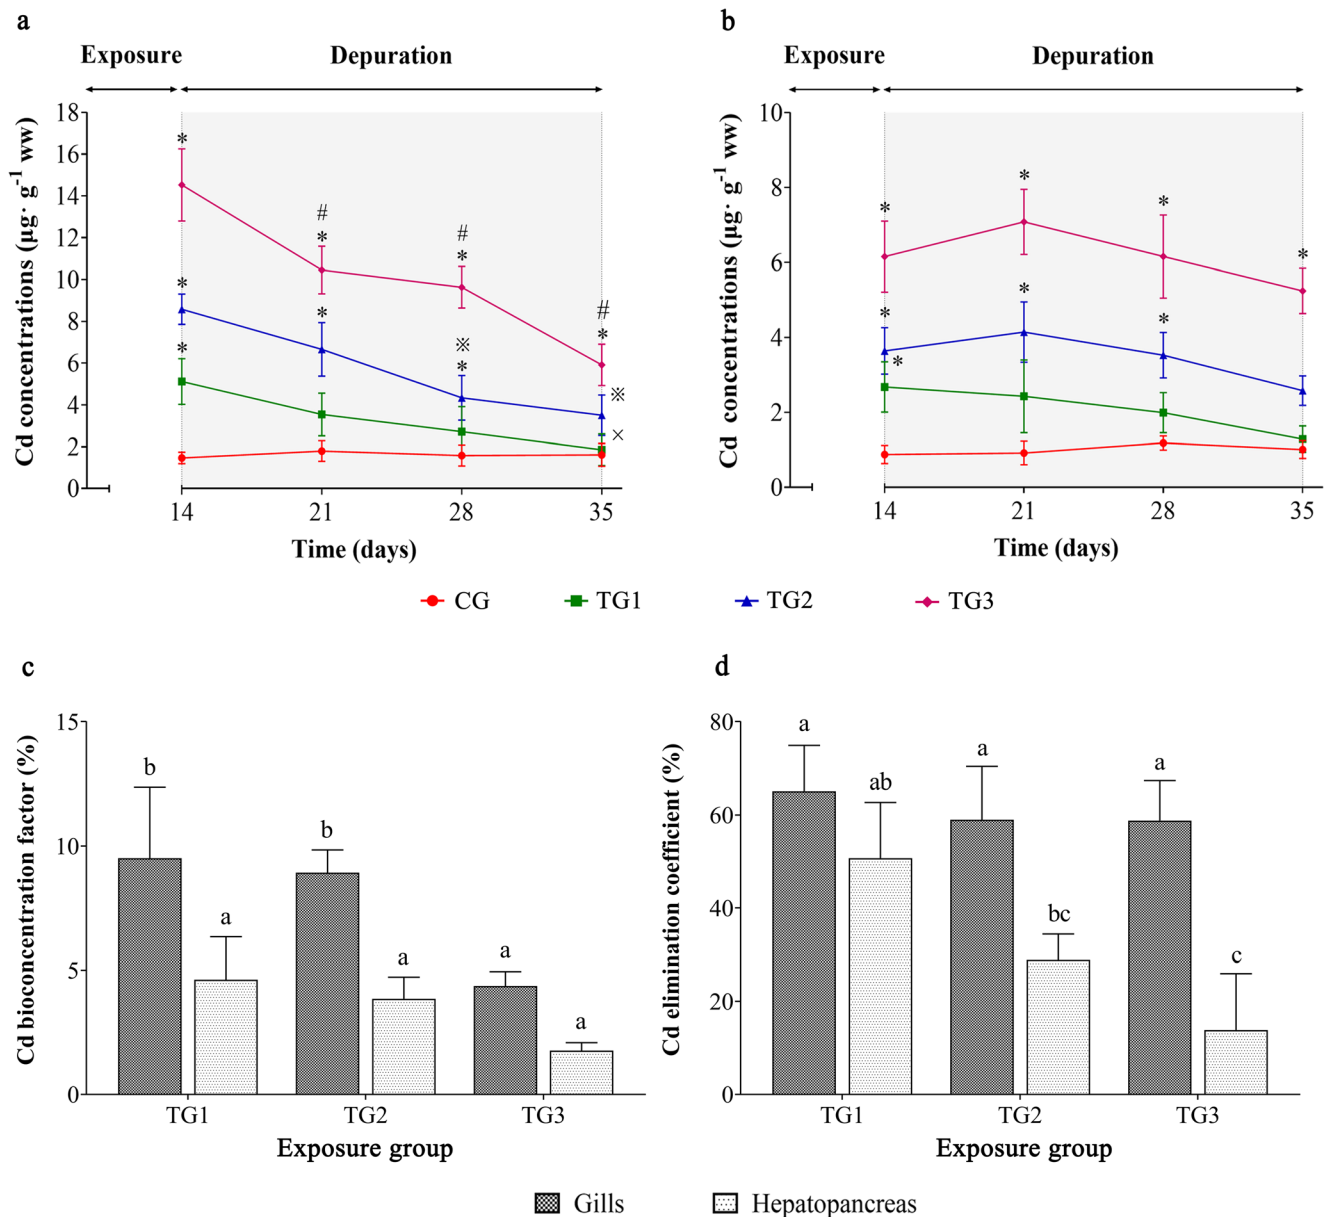 a
Exposure Depuration
Cd concentrations (µg· g-1 ww)
18
16
14
12
10
8
6
4
2
0
* * * *
* * *
*
# # #
※ ※
×
14 21 28 35
Time (days)
b
Exposure Depuration
Cd concentrations (µg· g-1 ww)
10
8
6
4
2
0
* * * *
* * *
*
14 21 28 35
Time (days)
CG TG1 TG2 TG3
c
Cd bioconcentration factor (%)
15
10
5
0
b a b a a a
TG1 TG2 TG3
Exposure group
d
Cd elimination coefficient (%)
80
60
40
20
0
a ab a bc a c
TG1 TG2 TG3
Exposure group
Gills Hepatopancreas